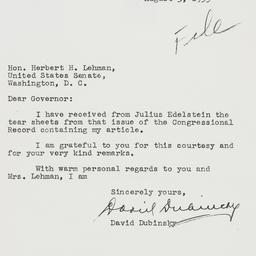 August 5, 1955
File
Hon. Herbert H. Lehman,
United States Senate,
Washington, D. C.
Dear Governor:
I have received from Julius Edelstein the
tear sheets from that issue of the Congressional
Record containing my article.
I am grateful to you for this courtesy and
for your very kind remarks.
With warm personal regards to you and
Mrs. Lehman, I am
Sincerely yours,
David Dubinsky
David Dubinsky